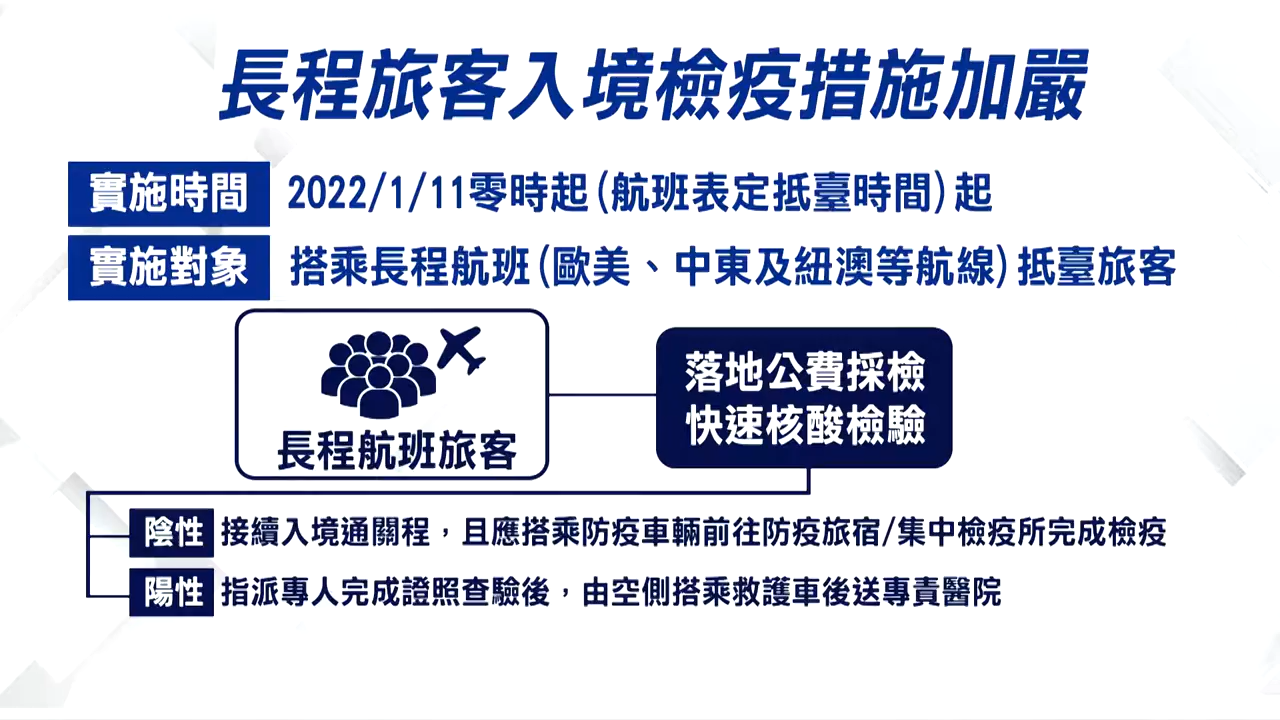 長程旅客入境檢疫措施加嚴
實施時間 2022/1/11零時起(航班表定抵臺時間)起
實施對象 搭乘長程航班(歐美、中東及紐澳等航線)抵臺旅客
長程航班旅客
落地公費採檢
快速核酸檢驗
陰性 接續入境通關程，且應搭乘防疫車輛前往防疫旅宿/集中檢疫所完成檢疫
陽性 指派專人完成證照查驗後，由空側搭乘救護車後送專責醫院